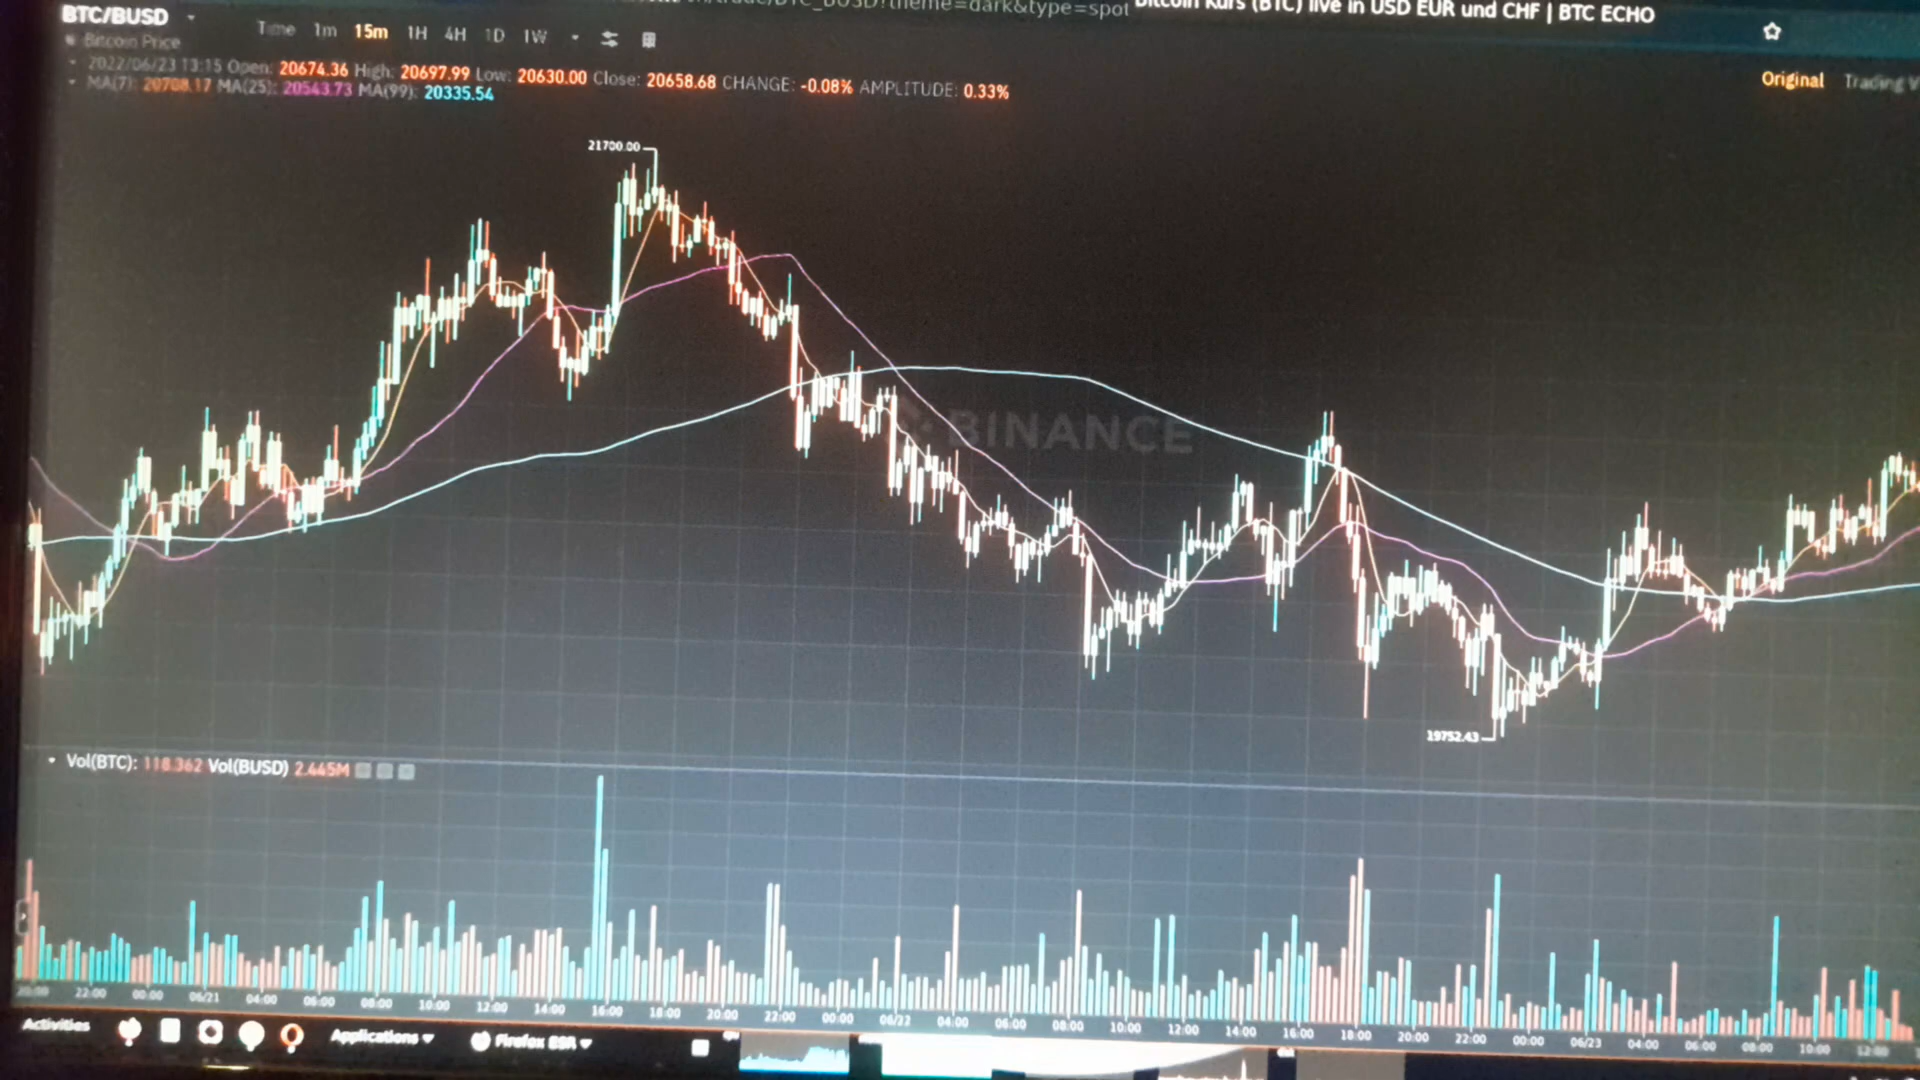 BTC/BUSD
Bitcoin Kurs (BTC) live in USD EUR und CHF | BTC ECHO
Time 1m 15m 1H 4H 1D 1W
Bitcoin Price
2022/06/23 13:15 Open: 20674.36 High: 20697.99 Low: 20630.00 Close: 20658.68 CHANGE: -0.08% AMPLITUDE: 0.33%
MA(7): 20708.17 MA(25): 20543.73 MA(99): 20335.54
Original Trading V
21700.00
BINANCE
19752.43
Vol(BTC): 118.362 Vol(BUSD) 2.445M
20:00 22:00 00:00 06/21 04:00 06:00 08:00 10:00 12:00 14:00 16:00 18:00 20:00 22:00 00:00 06/22 04:00 06:00 08:00 10:00 12:00 14:00 16:00 18:00 20:00 22:00 00:00 06/23 04:00 06:00 08:00 10:00 12:00
Activities Applications Firefox ESR